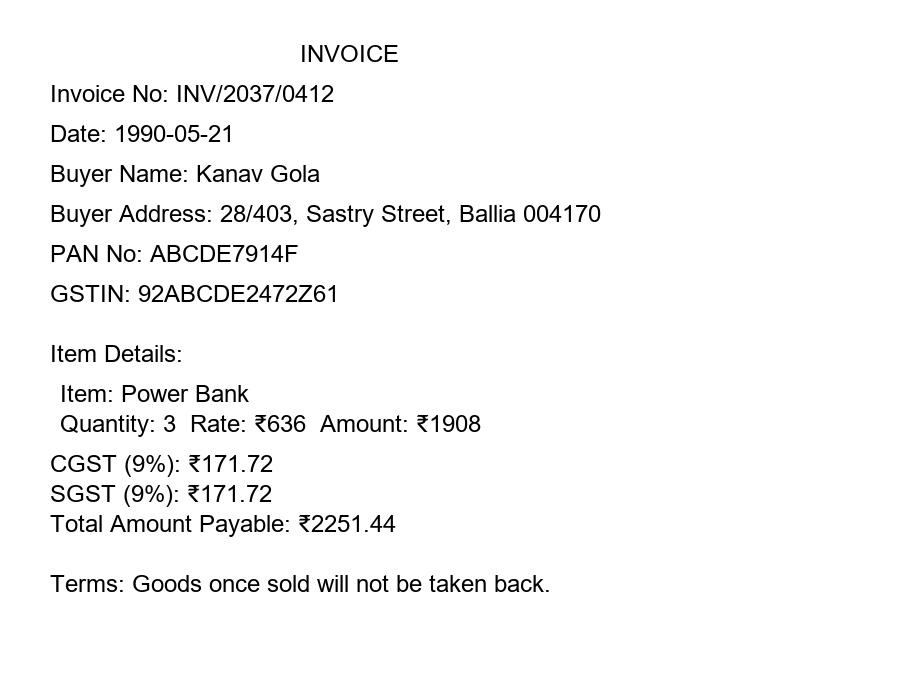 INVOICE
Invoice No: INV/2037/0412
Date: 1990-05-21
Buyer Name: Kanav Gola
Buyer Address: 28/403, Sastry Street, Ballia 004170
PAN No: ABCDE7914F
GSTIN: 92ABCDE2472Z61
Item Details:
Item: Power Bank
Quantity: 3  Rate: ₹636  Amount: ₹1908
CGST (9%): ₹171.72
SGST (9%): ₹171.72
Total Amount Payable: ₹2251.44
Terms: Goods once sold will not be taken back.